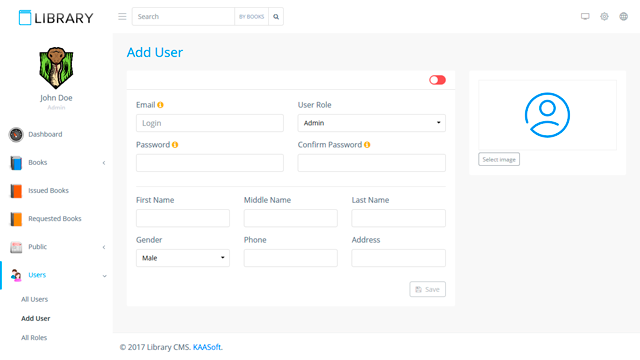 LIBRARY
Search
BY BOOKS
John Doe
Admin
Dashboard
Books
Issued Books
Requested Books
Public
Users
All Users
Add User
All Roles
Add User
Email
User Role
Login
Admin
Password
Confirm Password
First Name
Middle Name
Last Name
Gender
Phone
Address
Male
Save
Select image
© 2017 Library CMS. KAASoft.